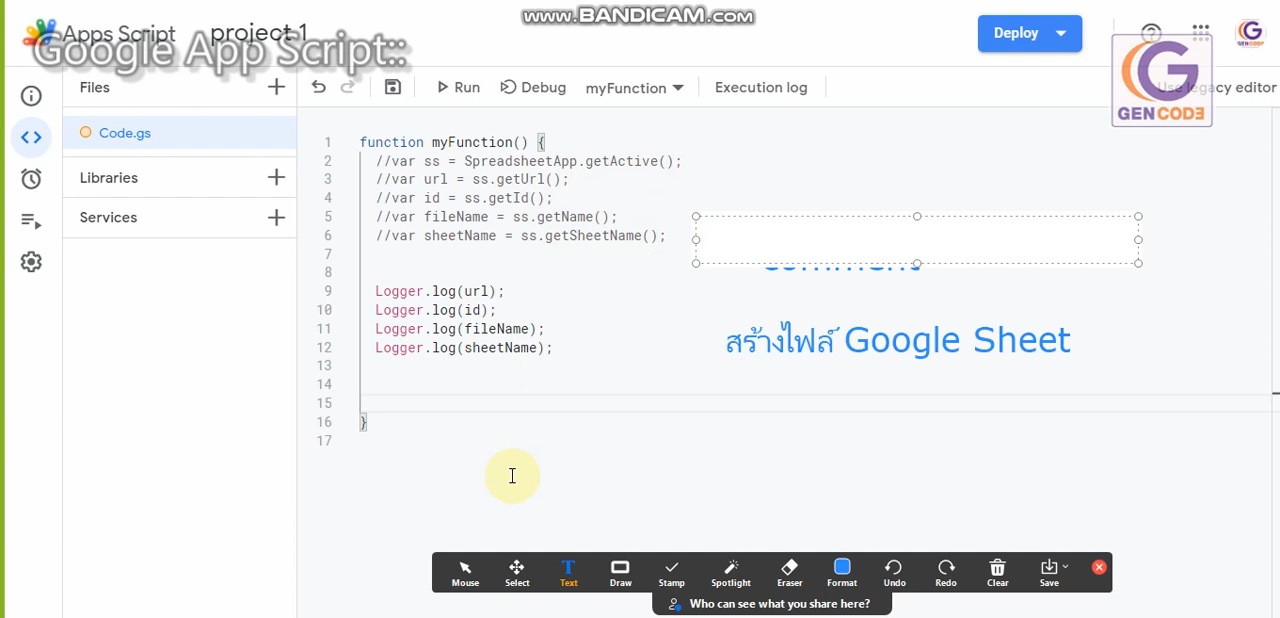 www.BANDICAM.com
Apps Script
project 1
Google App Script::
Deploy
GENCODE
Files
Run
Debug
myFunction
Execution log
Use legacy editor
GENCODE
Code.gs
Libraries
Services
1 function myFunction() {
2 //var ss = SpreadsheetApp.getActive();
3 //var url = ss.getUrl();
4 //var id = ss.getId();
5 //var fileName = ss.getName();
6 //var sheetName = ss.getSheetName();
7
8
9 Logger.log(url);
10 Logger.log(id);
11 Logger.log(fileName);
12 Logger.log(sheetName);
13
14
15
16 }
17
สร้างไฟล์ Google Sheet
Mouse
Select
Text
Draw
Stamp
Spotlight
Eraser
Format
Undo
Redo
Clear
Save
Who can see what you share here?